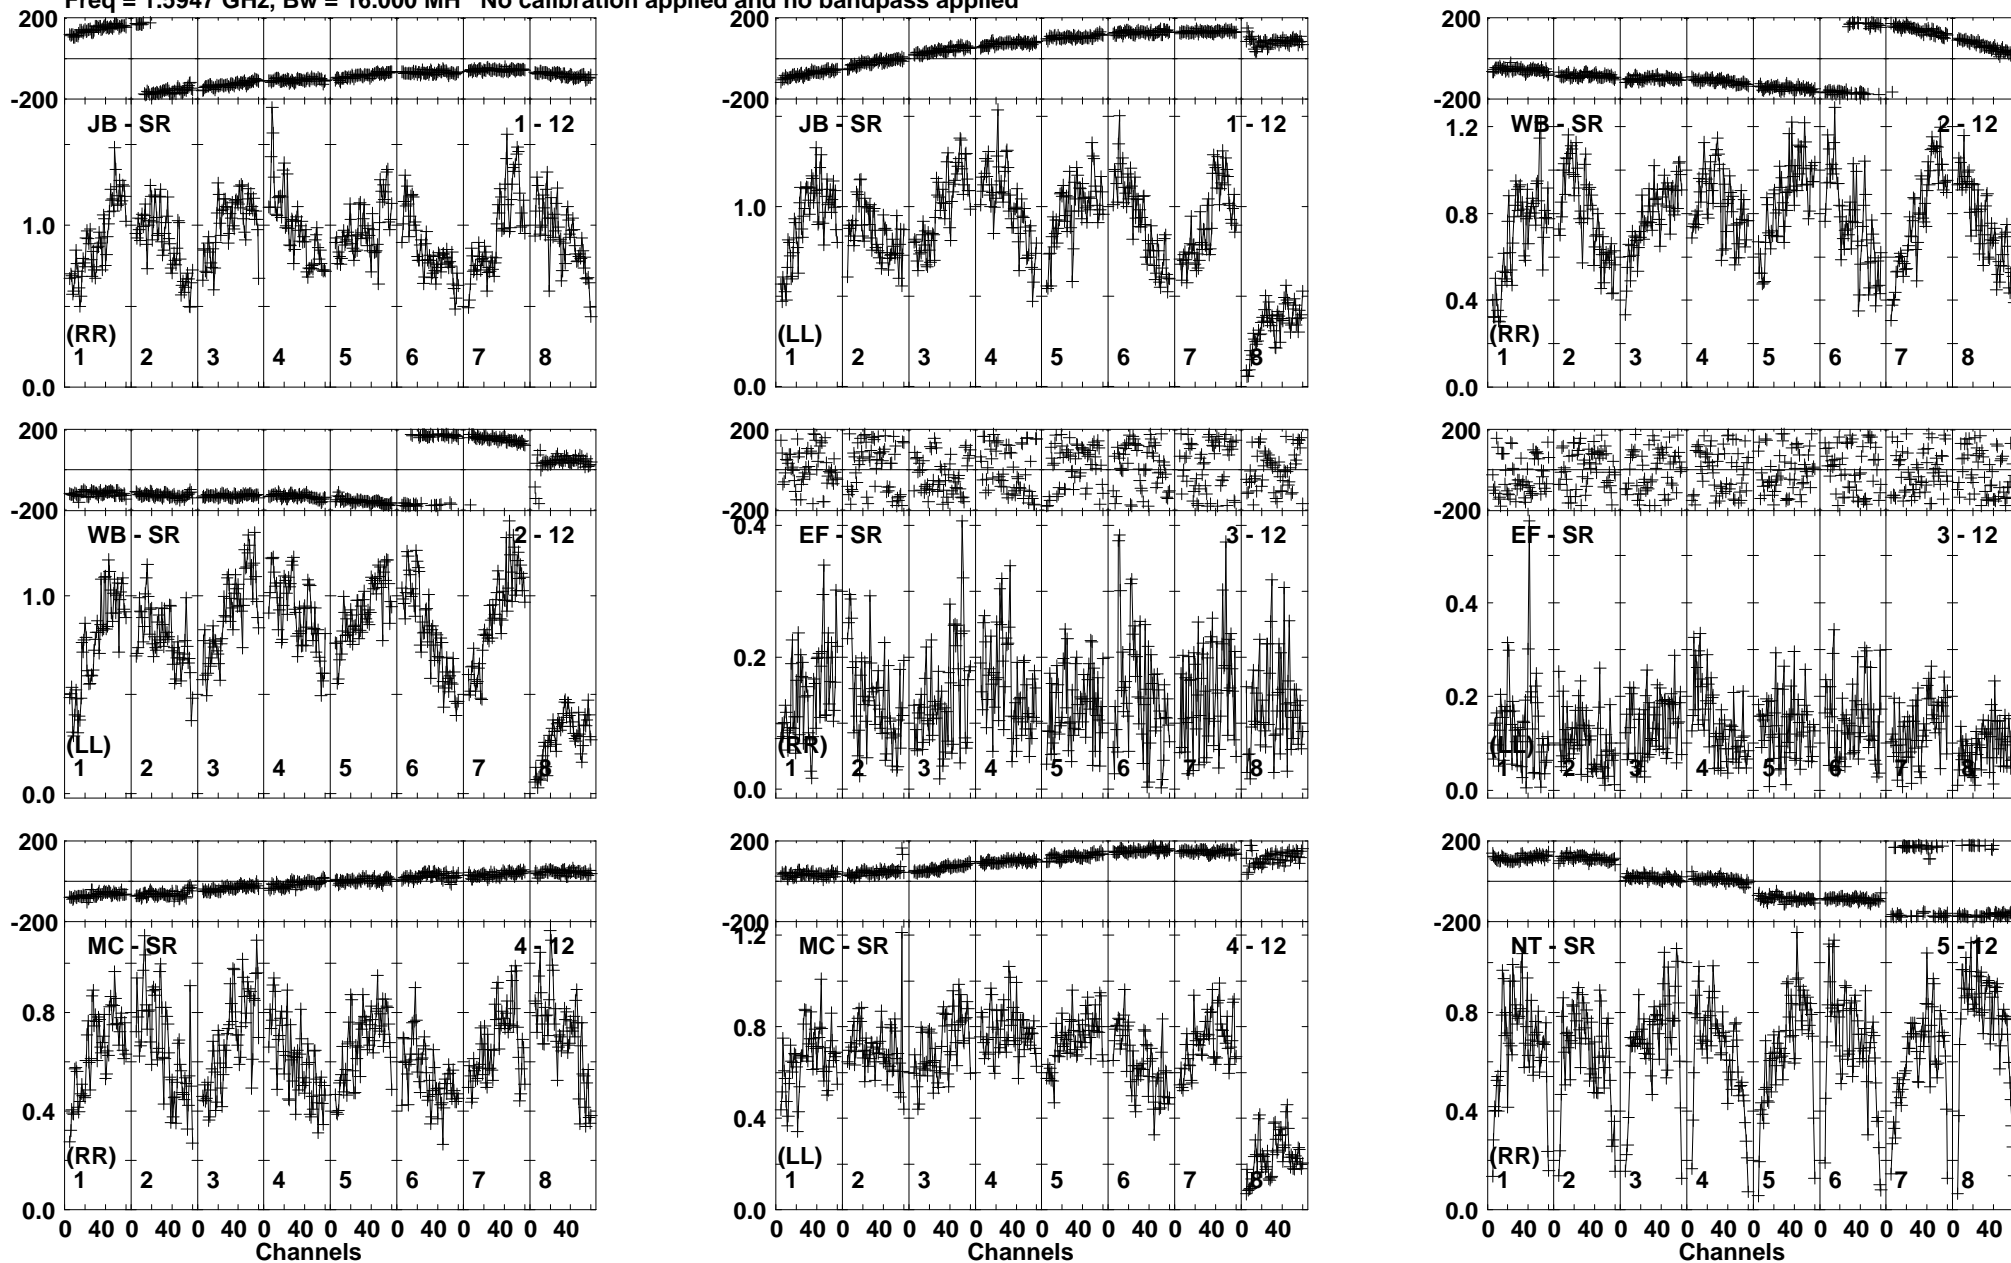 Freq = 1.5947 GHz, Bw = 16.000 MH No calibration applied and no bandpass applied
200 200 200
-200 -200 -200
JB - SR 1 - 12 JB - SR 1 - 12 WB - SR 2 - 12
1.2
1.0 1.0 0.8
0.4
(RR) (LL) (RR)
1 2 3 4 5 6 7 8 1 2 3 4 5 6 7 8 1 2 3 4 5 6 7 8
0.0 0.0 0.0
200 200 200
-200 -200 -200
0.4
WB - SR 2 - 12 EF - SR 3 - 12 EF - SR 3 - 12
1.0 0.2 0.4
0.2
(LL) (RR) (LL)
1 2 3 4 5 6 7 8 1 2 3 4 5 6 7 8 1 2 3 4 5 6 7 8
0.0 0.0 0.0
200 200 200
-200 -200 -200
1.2
MC - SR 4 - 12 MC - SR 4 - 12 NT - SR 5 - 12
0.8 0.8 0.8
0.4 0.4 0.4
(RR) (LL) (RR)
1 2 3 4 5 6 7 8 1 2 3 4 5 6 7 8 1 2 3 4 5 6 7 8
0.0 0.0 0.0
0 40 0 40 0 40 0 40 0 40 0 40 0 40 0 40 0 40 0 40 0 40 0 40 0 40 0 40 0 40 0 40 0 40 0 40 0 40 0 40 0 40 0 40 0 40 0 40
Channels Channels